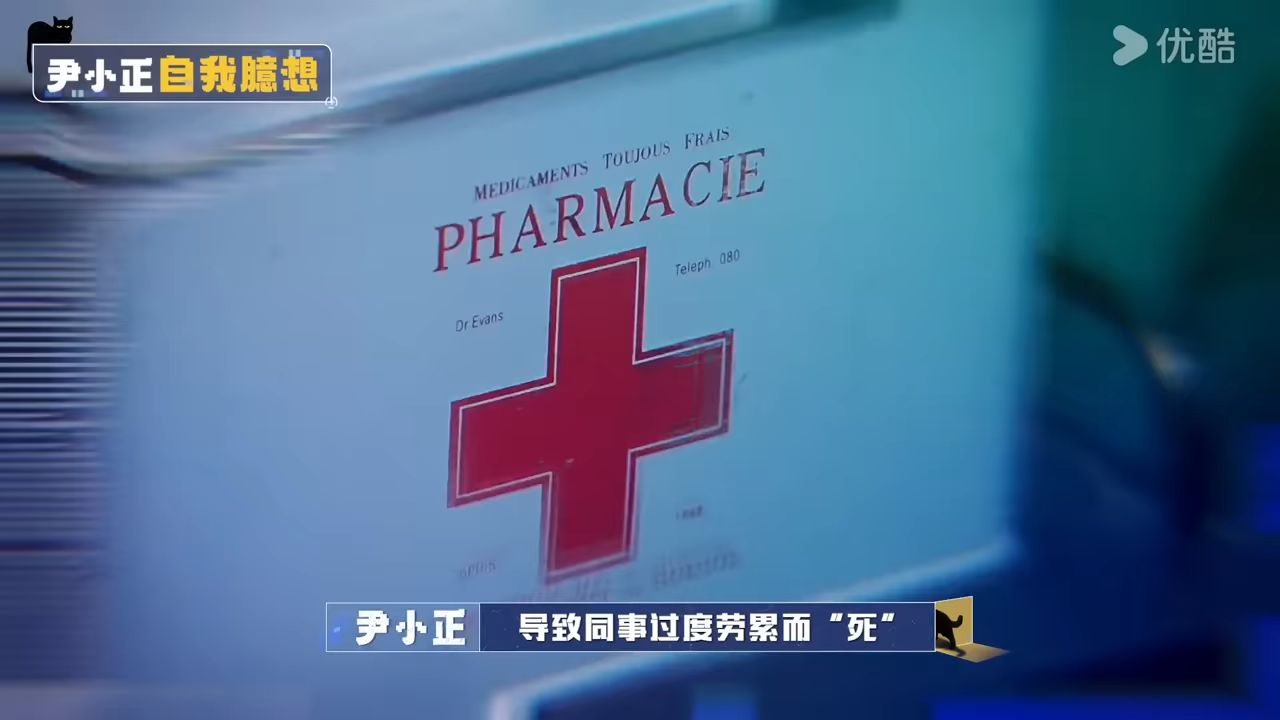 尹小正自我臆想
优酷
MEDICAMENTS TOUJOUS FRAIS
PHARMACIE
Teleph. 080
Dr Evans
尹小正 导致同事过度劳累而“死”